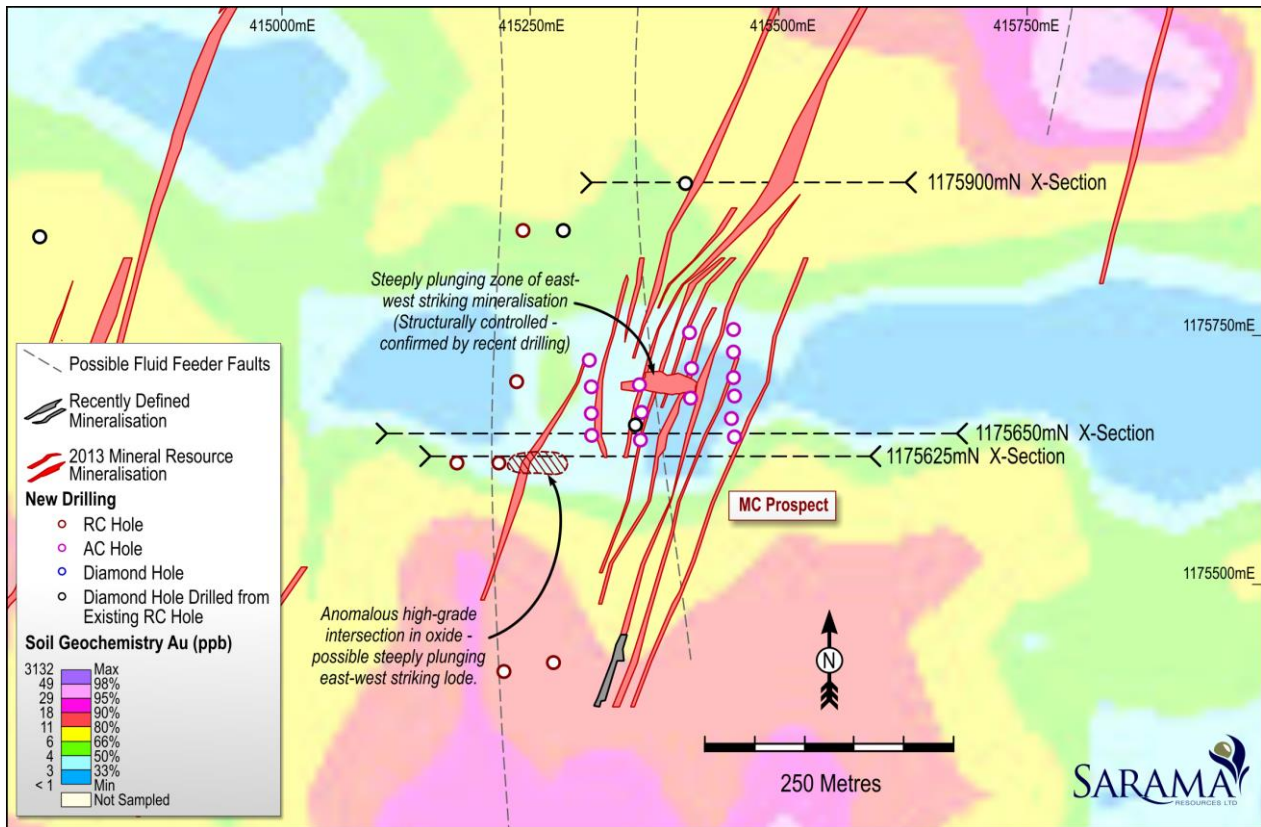 415000mE
415250mE
415500mE
415750mE
1175900mN X-Section
Steeply plunging zone of east-
west striking mineralisation
(Structurally controlled -
confirmed by recent drilling)
1175750mE
1175650mN X-Section
1175625mN X-Section
MC Prospect
1175500mE
Anomalous high-grade
intersection in oxide -
possible steeply plunging
east-west striking lode.
Possible Fluid Feeder Faults
Recently Defined
Mineralisation
2013 Mineral Resource
Mineralisation
New Drilling
RC Hole
AC Hole
Diamond Hole
Diamond Hole Drilled from
Existing RC Hole
Soil Geochemistry Au (ppb)
3132 Max
49 98%
29 95%
18 90%
11 80%
6 66%
4 50%
3 33%
< 1 Min
Not Sampled
N
250 Metres
SARAMA
RESOURCES LTD